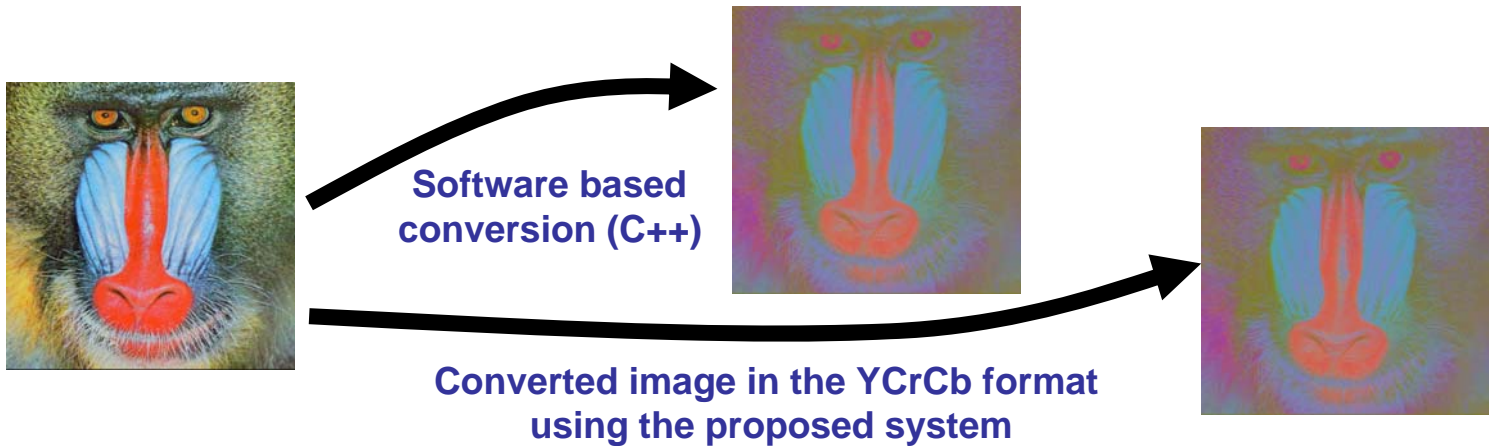 Software based
conversion (C++)
Converted image in the YCrCb format
using the proposed system